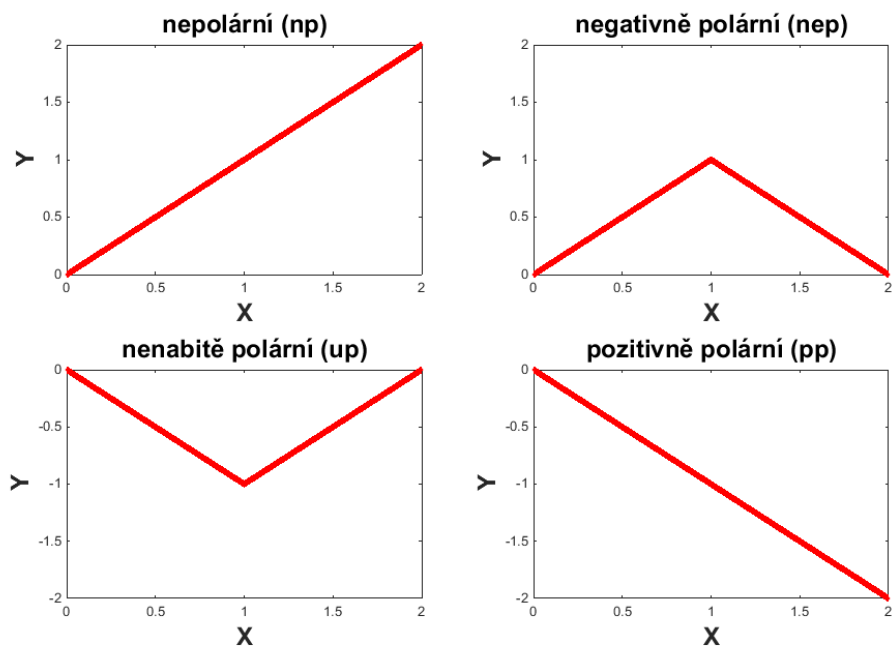 nepolární (np)
2
1.5
1
0.5
0
Y
0 0.5 1 1.5 2
X
negativně polární (nep)
2
1.5
1
0.5
0
Y
0 0.5 1 1.5 2
X
nenabitě polární (up)
0
-0.5
-1
-1.5
-2
Y
0 0.5 1 1.5 2
X
pozitivně polární (pp)
0
-0.5
-1
-1.5
-2
Y
0 0.5 1 1.5 2
X